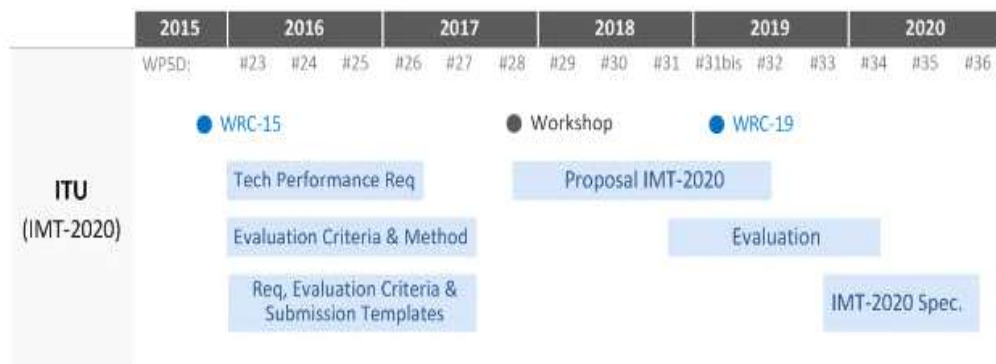 2015 2016 2017 2018 2019 2020
WP5D: #23 #24 #25 #26 #27 #28 #29 #30 #31 #31bis #32 #33 #34 #35 #36
WRC-15 Workshop WRC-19
ITU
(IMT-2020)
Tech Performance Req Proposal IMT-2020
Evaluation Criteria & Method Evaluation
Req, Evaluation Criteria &
Submission Templates
IMT-2020 Spec.